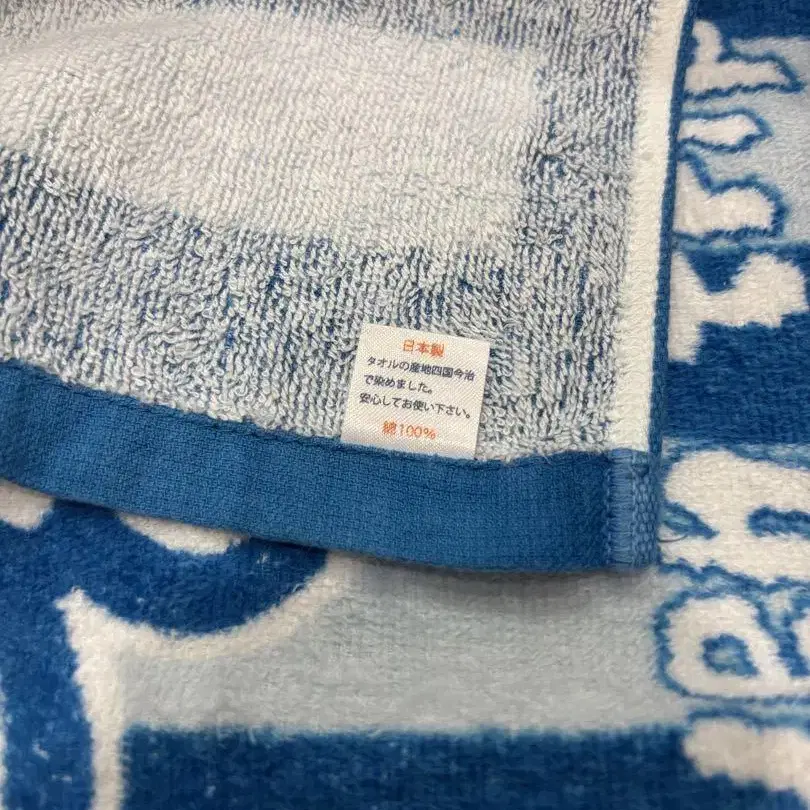 日本製
タオルの産地四国今治
で染めました。
安心してお使い下さい。
綿100%